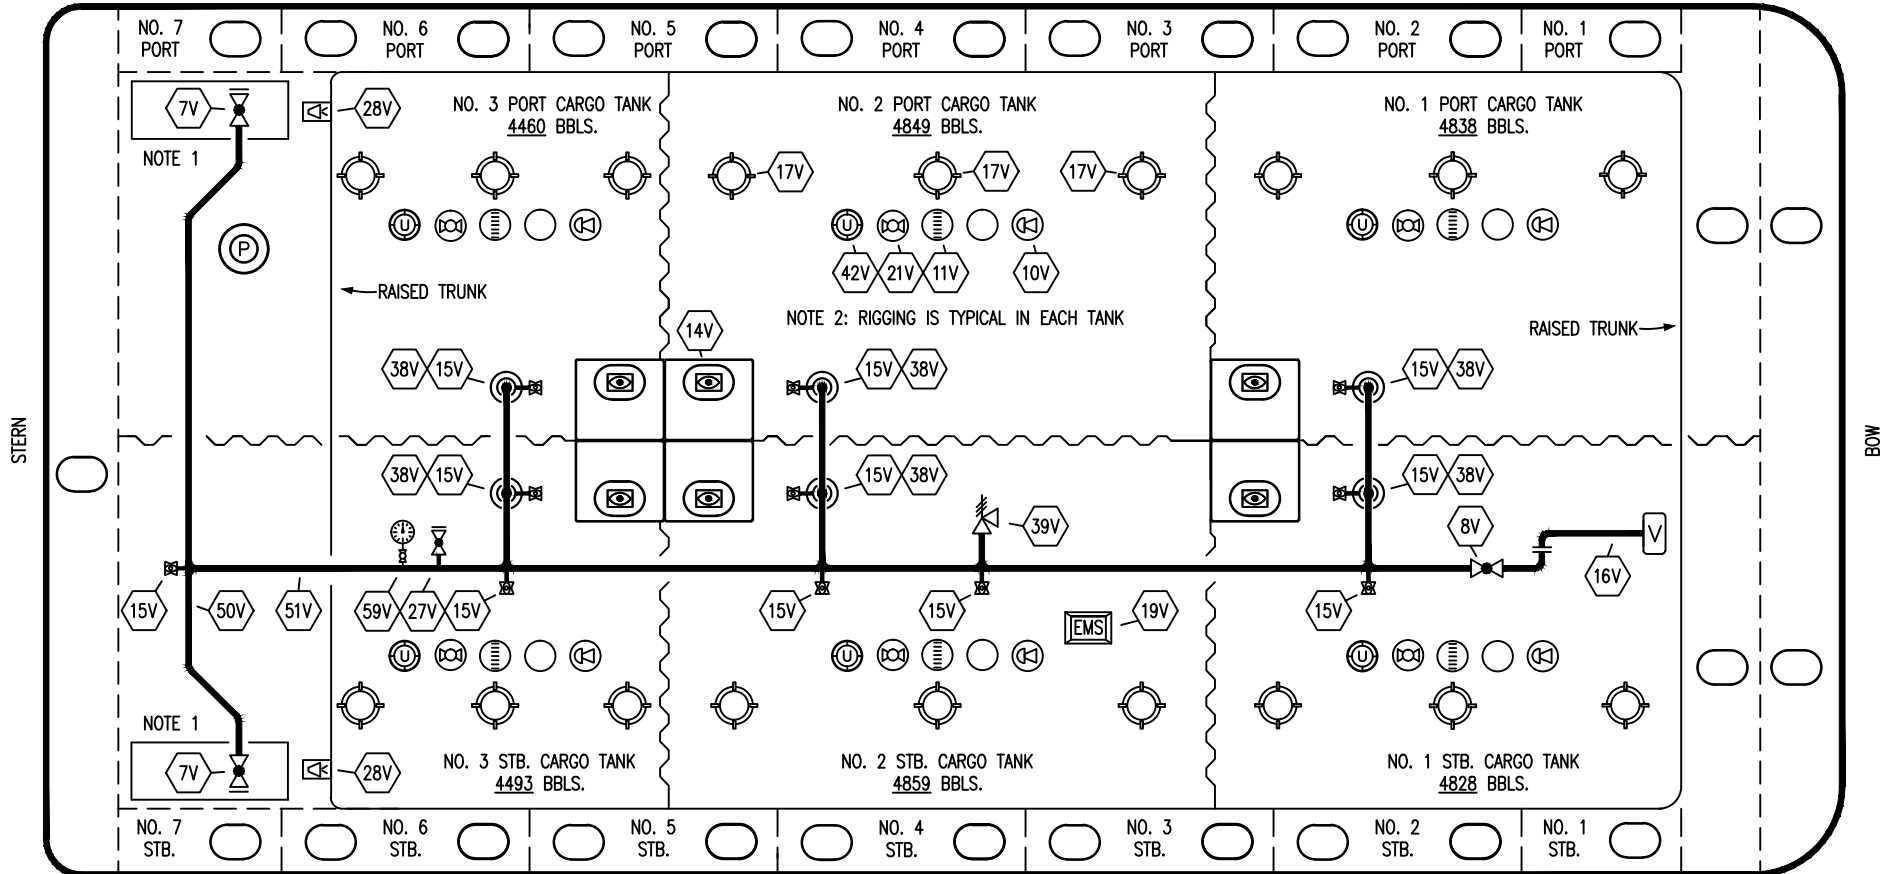 NO. 7
PORT
NO. 6
PORT
NO. 5
PORT
NO. 4
PORT
NO. 3
PORT
NO. 2
PORT
NO. 1
PORT
7V
28V
NOTE 1
NO. 3 PORT CARGO TANK
4460 BBLS.
NO. 2 PORT CARGO TANK
4849 BBLS.
NO. 1 PORT CARGO TANK
4838 BBLS.
17V
17V
17V
U
U
U
P
42V
21V
11V
10V
RAISED TRUNK
NOTE 2: RIGGING IS TYPICAL IN EACH TANK
RAISED TRUNK
14V
38V
15V
15V
38V
15V
38V
STERN
BOW
38V
15V
15V
38V
15V
38V
39V
8V
V
16V
15V
50V
51V
59V
27V
15V
15V
15V
EMS
19V
15V
U
U
U
NOTE 1
7V
28V
NO. 3 STB. CARGO TANK
4493 BBLS.
NO. 2 STB. CARGO TANK
4859 BBLS.
NO. 1 STB. CARGO TANK
4828 BBLS.
NO. 7
STB.
NO. 6
STB.
NO. 5
STB.
NO. 4
STB.
NO. 3
STB.
NO. 2
STB.
NO. 1
STB.